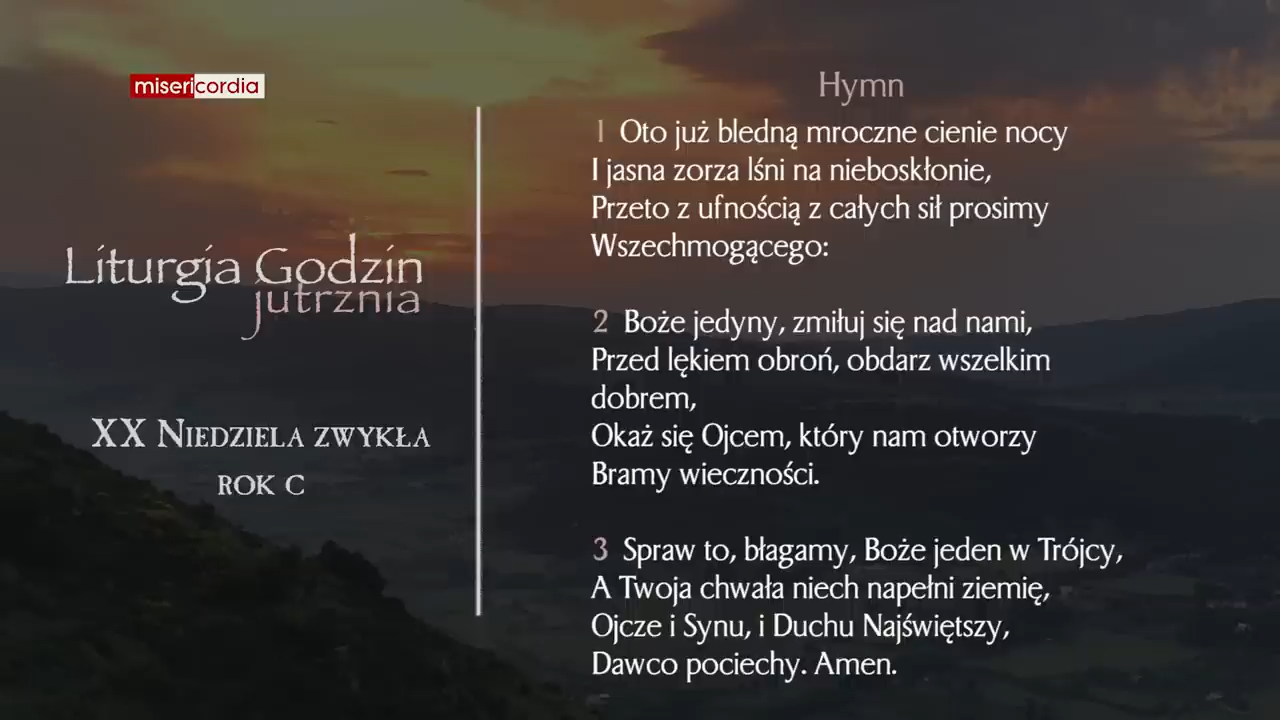 misericordia
Liturgia Godzin
jutrznia
XX Niedziela zwykła
rok C
Hymn
1 Oto już bledną mroczne cienie nocy
I jasna zorza lśni na nieboskłonie,
Przeto z ufnością z całych sił prosimy
Wszechmogącego:
2 Boże jedyny, zmiłuj się nad nami,
Przed lękiem obroń, obdarz wszelkim
dobrem,
Okaż się Ojcem, który nam otworzy
Bramy wieczności.
3 Spraw to, błagamy, Boże jeden w Trójcy,
A Twoja chwała niech napełni ziemię,
Ojcze i Synu, i Duchu Najświętszy,
Dawco pociechy. Amen.